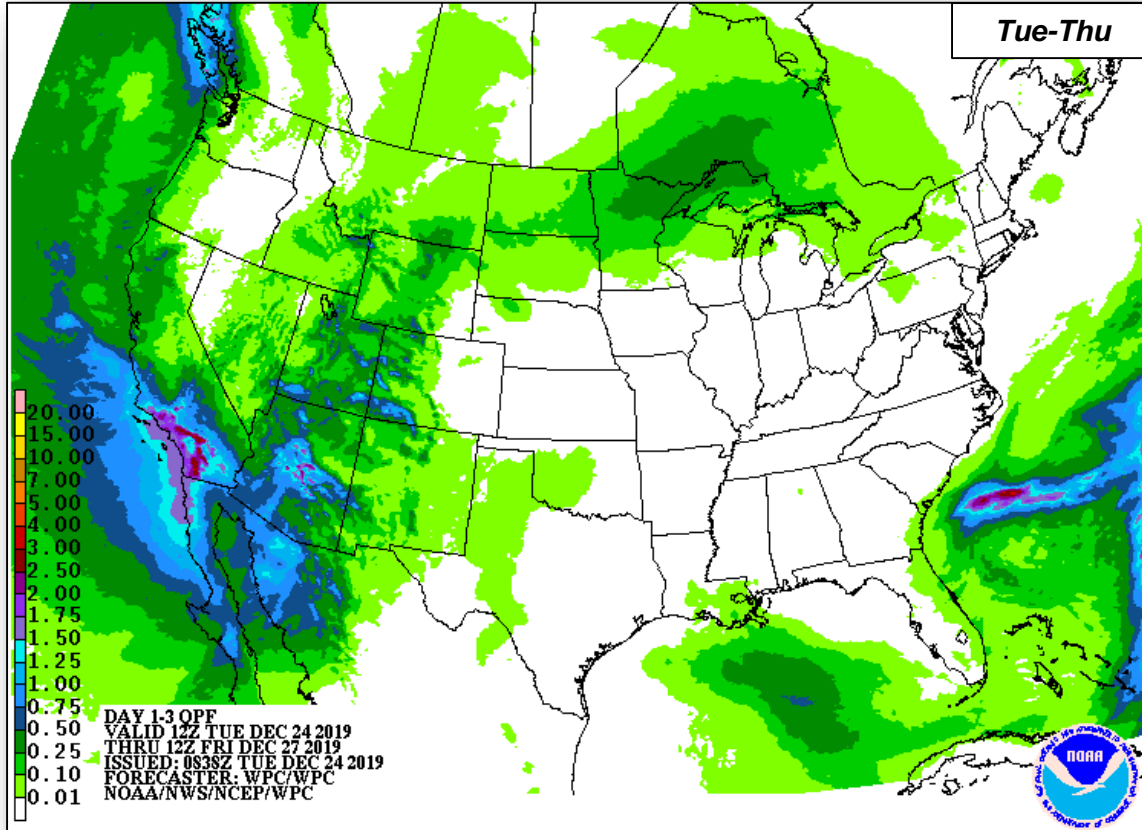 Tue-Thu
20.00
15.00
10.00
7.00
5.00
4.00
3.00
2.50
2.00
1.75
1.50
1.25
1.00
0.75
0.50
0.25
0.10
0.01
DAY 1-3 QPF
VALID 12Z TUE DEC 24 2019
THRU 12Z FRI DEC 27 2019
ISSUED: 0838Z TUE DEC 24 2019
FORECASTER: WPC/WPC
NOAA/NWS/NCEP/WPC
NOAA